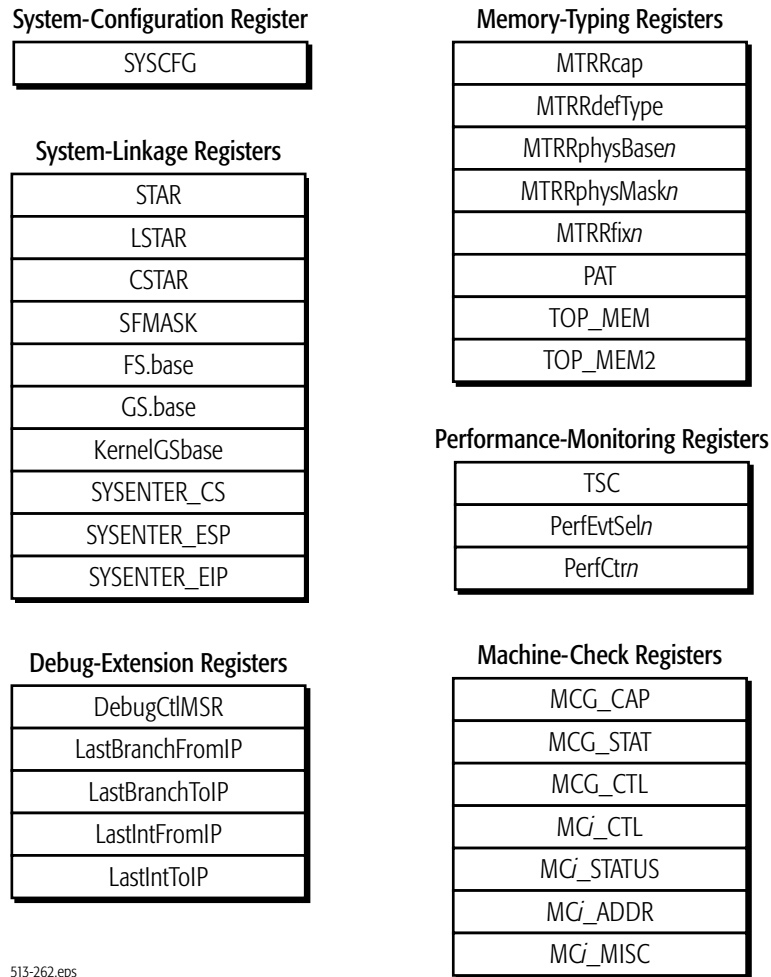 System-Configuration Register
SYSCFG
System-Linkage Registers
STAR
LSTAR
CSTAR
SFMASK
FS.base
GS.base
KernelGSbase
SYSENTER_CS
SYSENTER_ESP
SYSENTER_EIP
Debug-Extension Registers
DebugCtlMSR
LastBranchFromIP
LastBranchToIP
LastIntFromIP
LastIntToIP
513-262.eps
Memory-Typing Registers
MTRRcap
MTRRdefType
MTRRphysBasen
MTRRphysMaskn
MTRRfixn
PAT
TOP_MEM
TOP_MEM2
Performance-Monitoring Registers
TSC
PerfEvtSeln
PerfCtrn
Machine-Check Registers
MCG_CAP
MCG_STAT
MCG_CTL
MCi_CTL
MCi_STATUS
MCi_ADDR
MCi_MISC